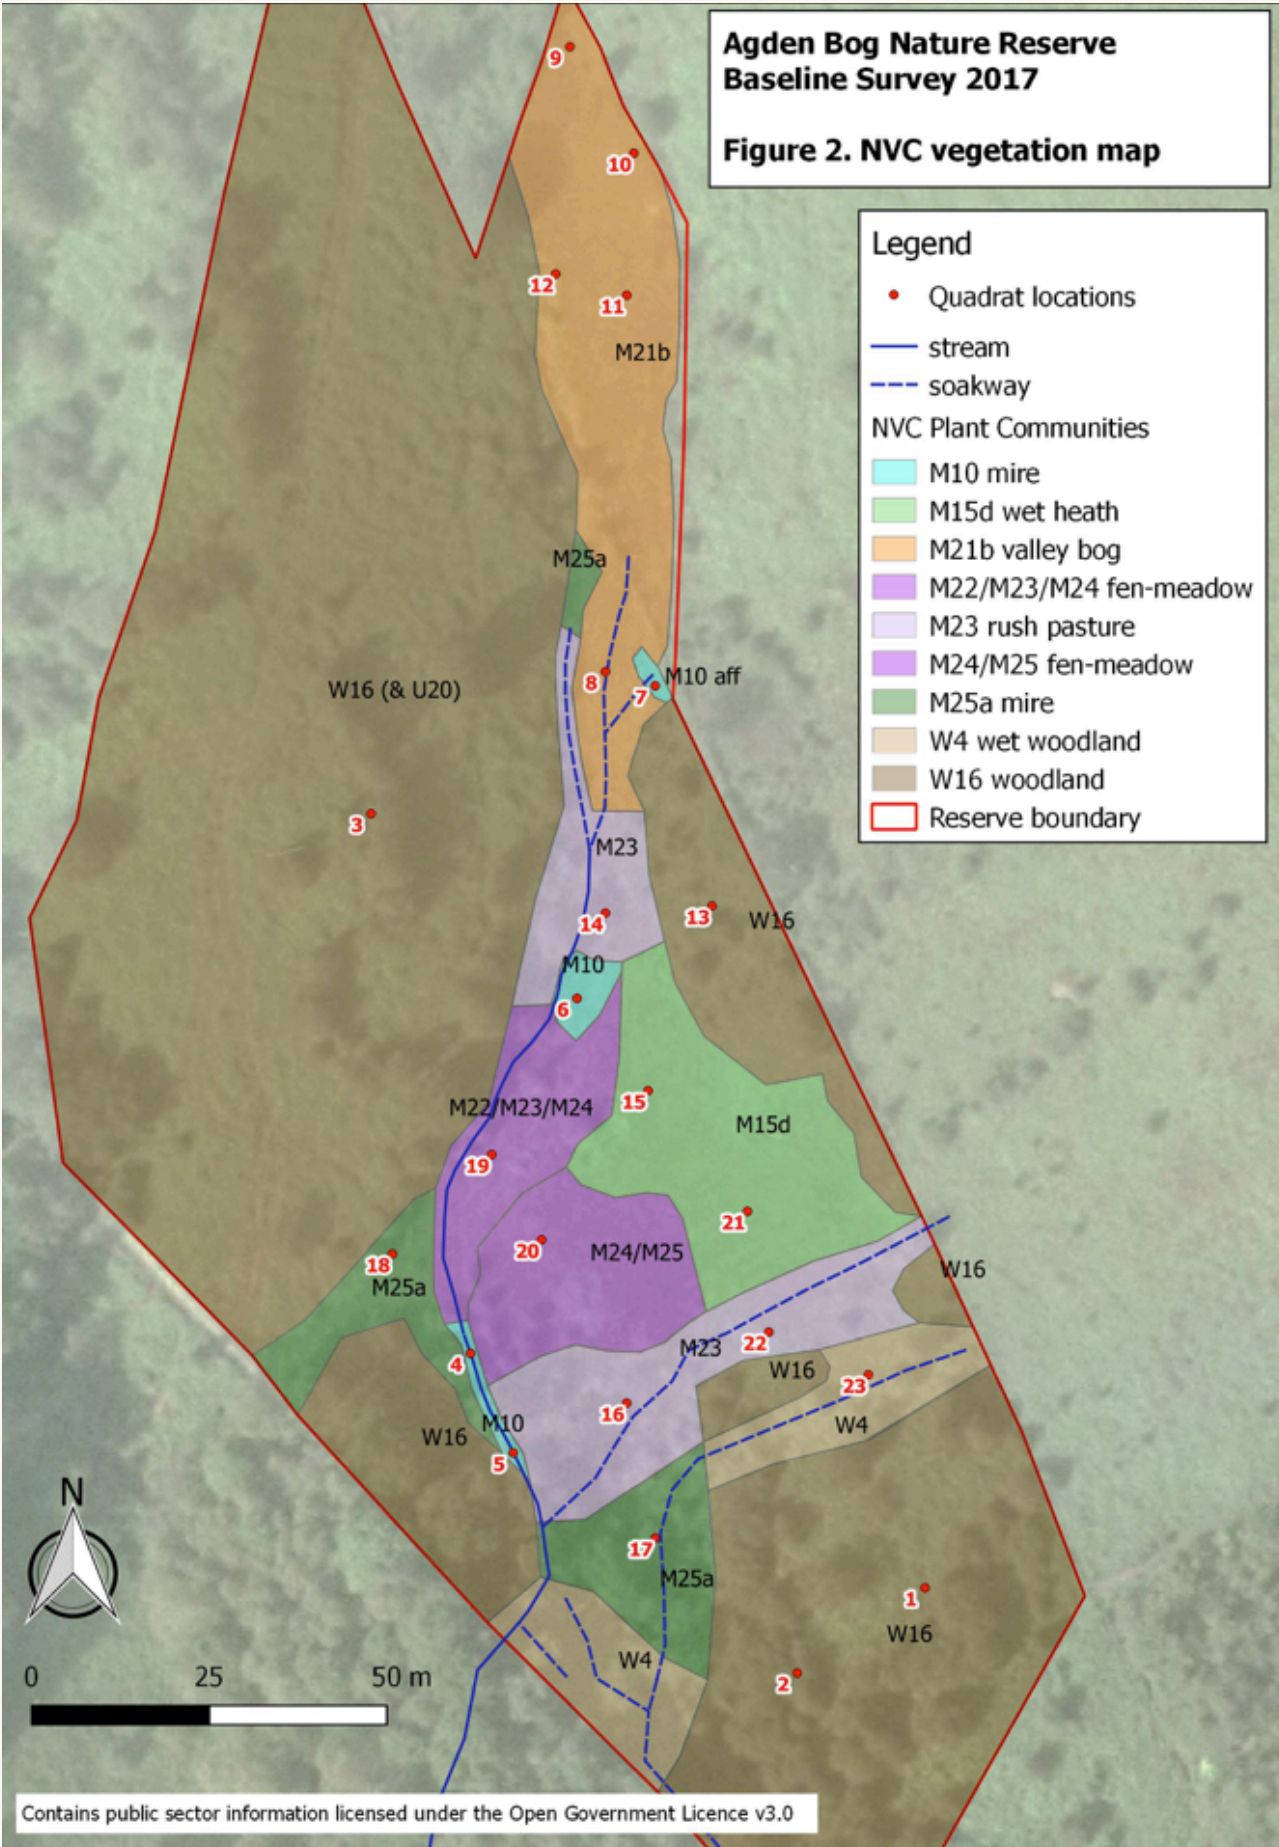 Agden Bog Nature Reserve
Baseline Survey 2017
Figure 2. NVC vegetation map
Legend
Quadrat locations
stream
soakway
NVC Plant Communities
M10 mire
M15d wet heath
M21b valley bog
M22/M23/M24 fen-meadow
M23 rush pasture
M24/M25 fen-meadow
M25a mire
W4 wet woodland
W16 woodland
Reserve boundary
9
10
12
11
M21b
M25a
8
7
M10 aff
W16 (& U20)
3
M23
14
13
W16
M10
6
15
M22/M23/M24
M15d
19
21
20
M24/M25
18
M25a
W16
22
M23
4
W16
23
16
M10
W16
W4
5
17
M25a
1
W16
W4
2
N
0 25 50 m
Contains public sector information licensed under the Open Government Licence v3.0